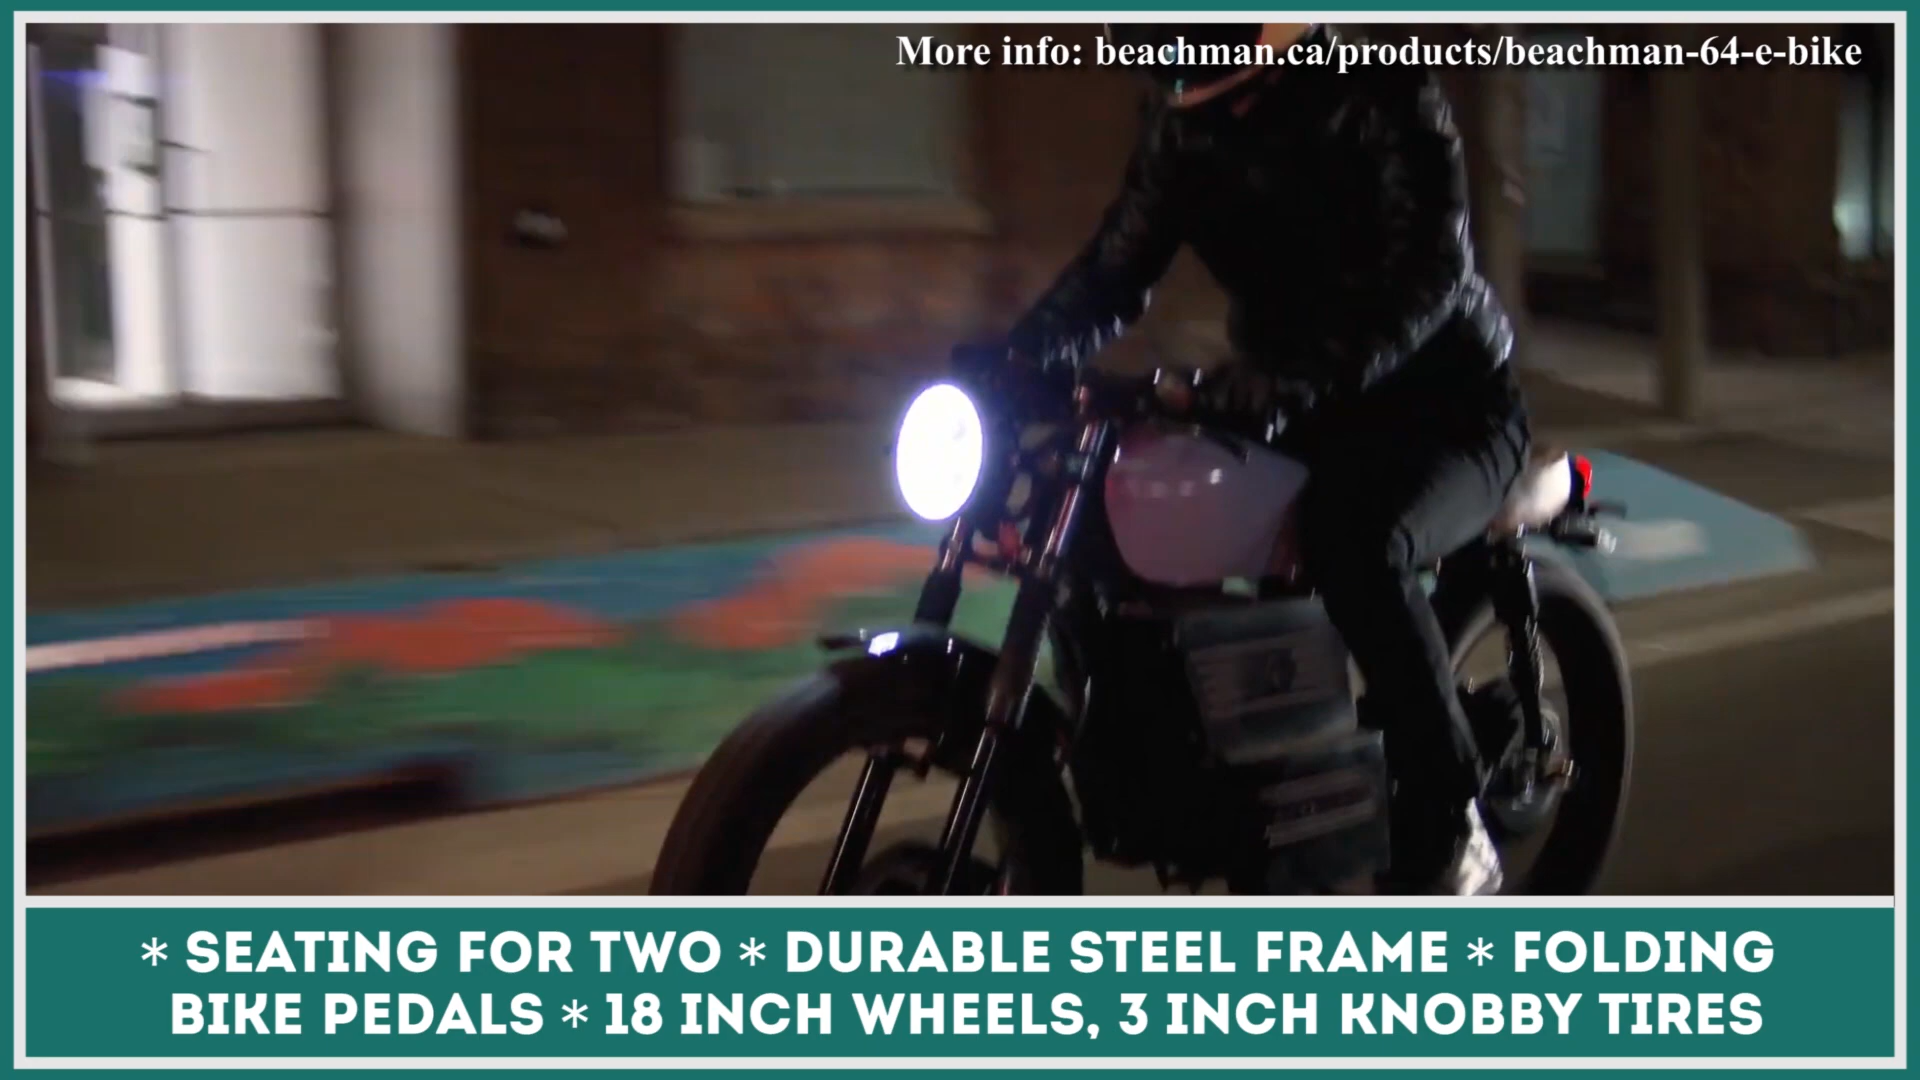 More info: beachman.ca/products/beachman-64-e-bike
* SEATING FOR TWO * DURABLE STEEL FRAME * FOLDING
BIKE PEDALS * 18 INCH WHEELS, 3 INCH KNOBBY TIRES